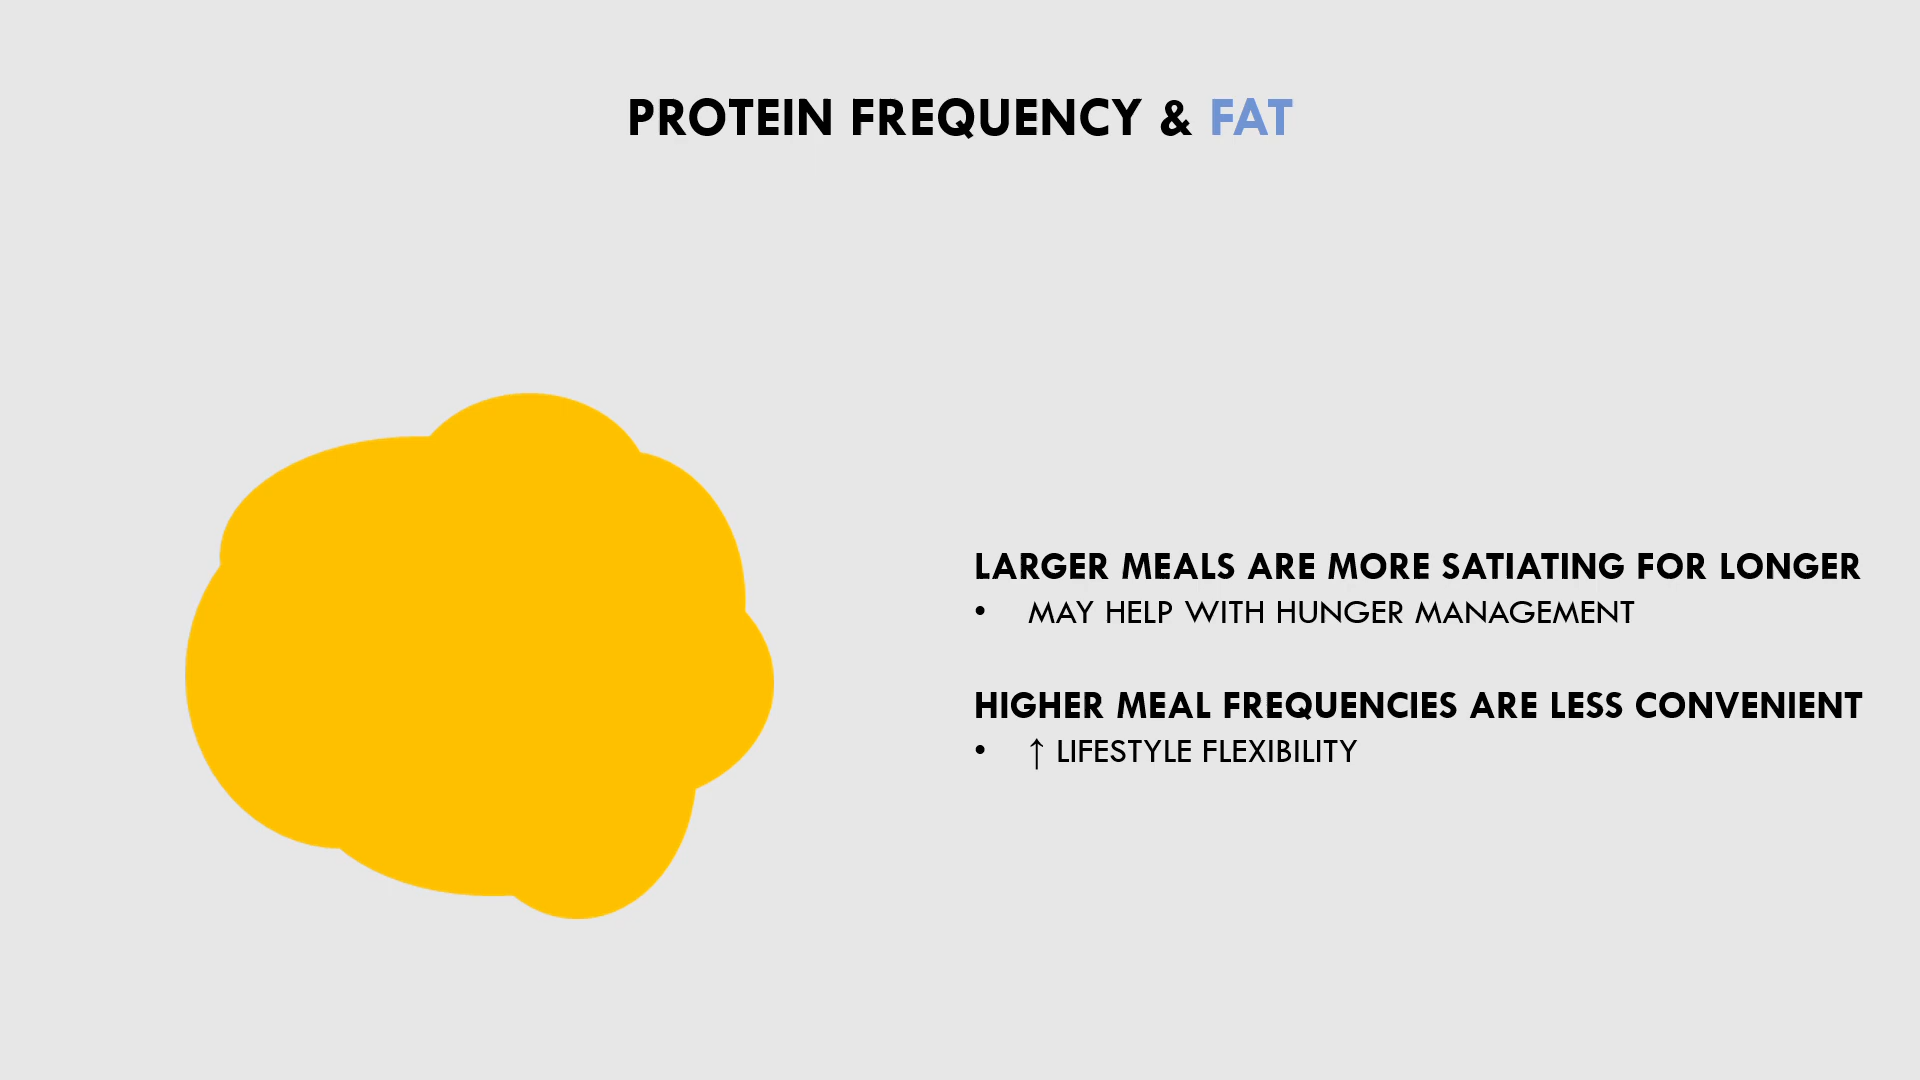 PROTEIN FREQUENCY & FAT
LARGER MEALS ARE MORE SATIATING FOR LONGER
• MAY HELP WITH HUNGER MANAGEMENT
HIGHER MEAL FREQUENCIES ARE LESS CONVENIENT
• ↑ LIFESTYLE FLEXIBILITY